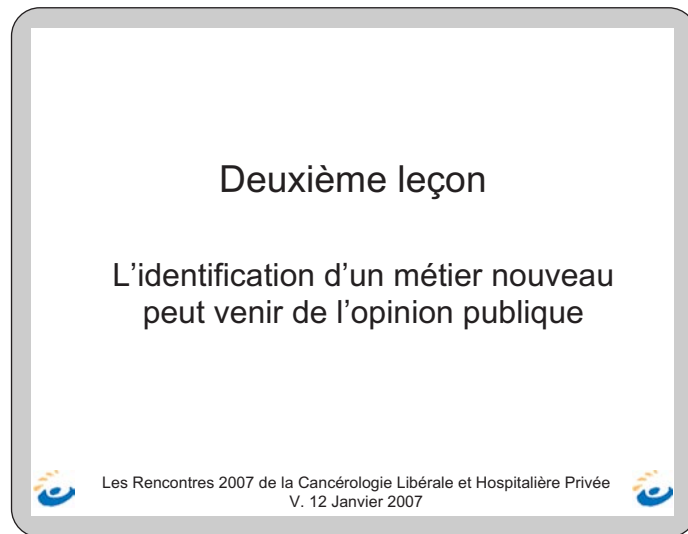 Deuxième leçon
L’identification d’un métier nouveau
peut venir de l’opinion publique
Les Rencontres 2007 de la Cancérologie Libérale et Hospitalière Privée
V. 12 Janvier 2007